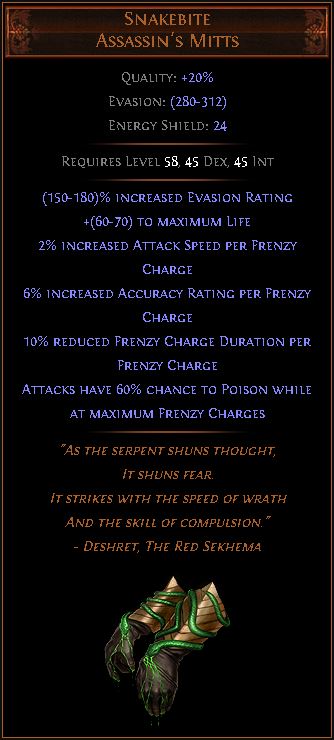 Snakebite
Assassin's Mitts
Quality: +20%
Evasion: (280-312)
Energy Shield: 24
Requires Level 58, 45 Dex, 45 Int
(150-180)% increased Evasion Rating
+(60-70) to maximum Life
2% increased Attack Speed per Frenzy
Charge
6% increased Accuracy Rating per Frenzy
Charge
10% reduced Frenzy Charge Duration per
Frenzy Charge
Attacks have 60% chance to Poison while
at maximum Frenzy Charges
"As the serpent shuns thought,
It shuns fear.
It strikes with the speed of wrath
And the skill of compulsion."
- Deshret, The Red Sekhema